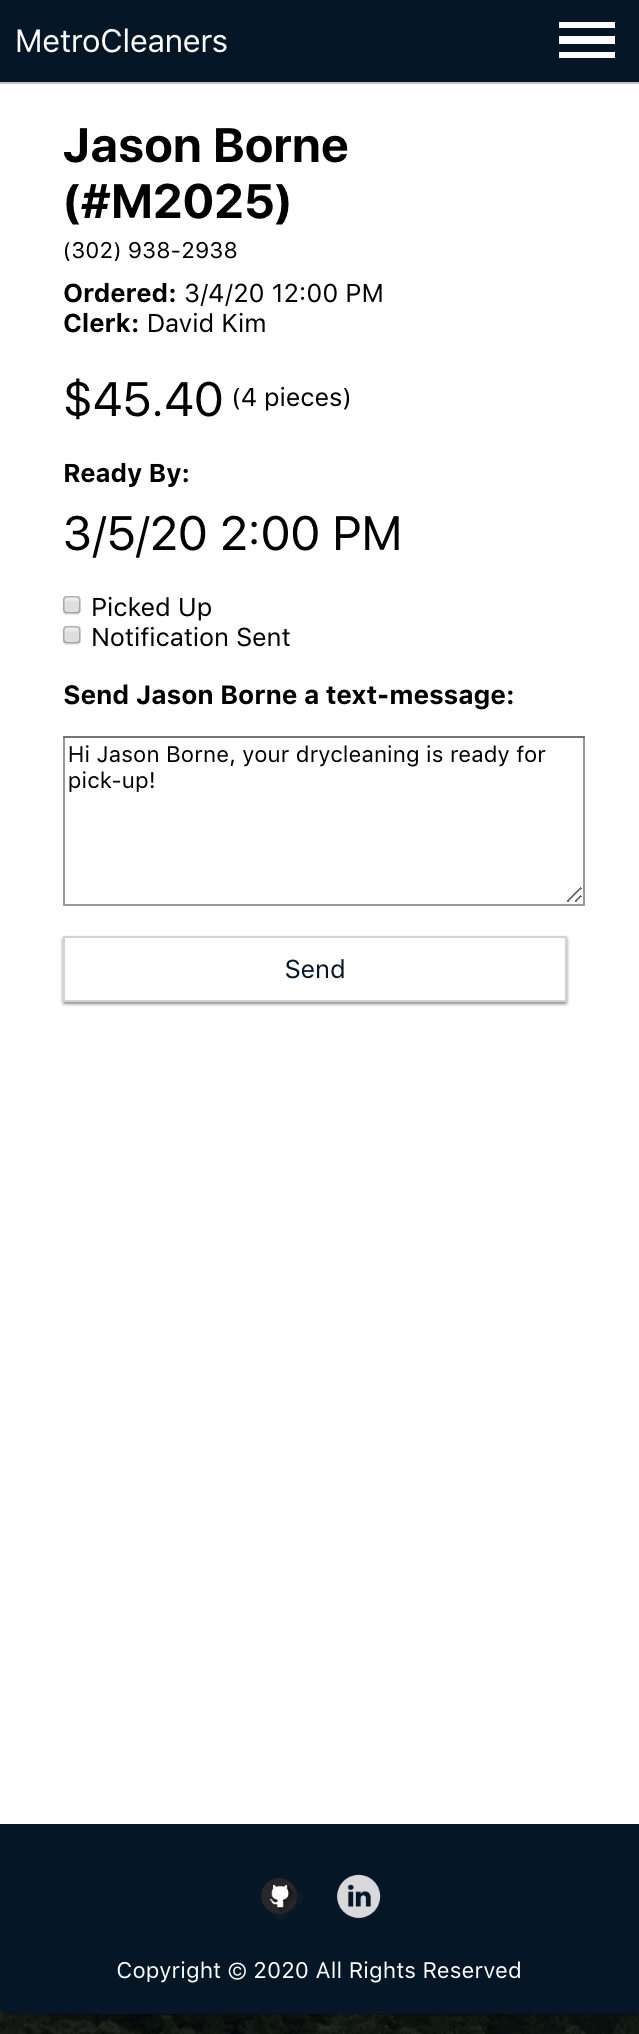 MetroCleaners
Jason Borne
(#M2025)
(302) 938-2938
Ordered: 3/4/20 12:00 PM
Clerk: David Kim
$45.40 (4 pieces)
Ready By:
3/5/20 2:00 PM
Picked Up
Notification Sent
Send Jason Borne a text-message:
Hi Jason Borne, your drycleaning is ready for
pick-up!
Send
in
Copyright © 2020 All Rights Reserved